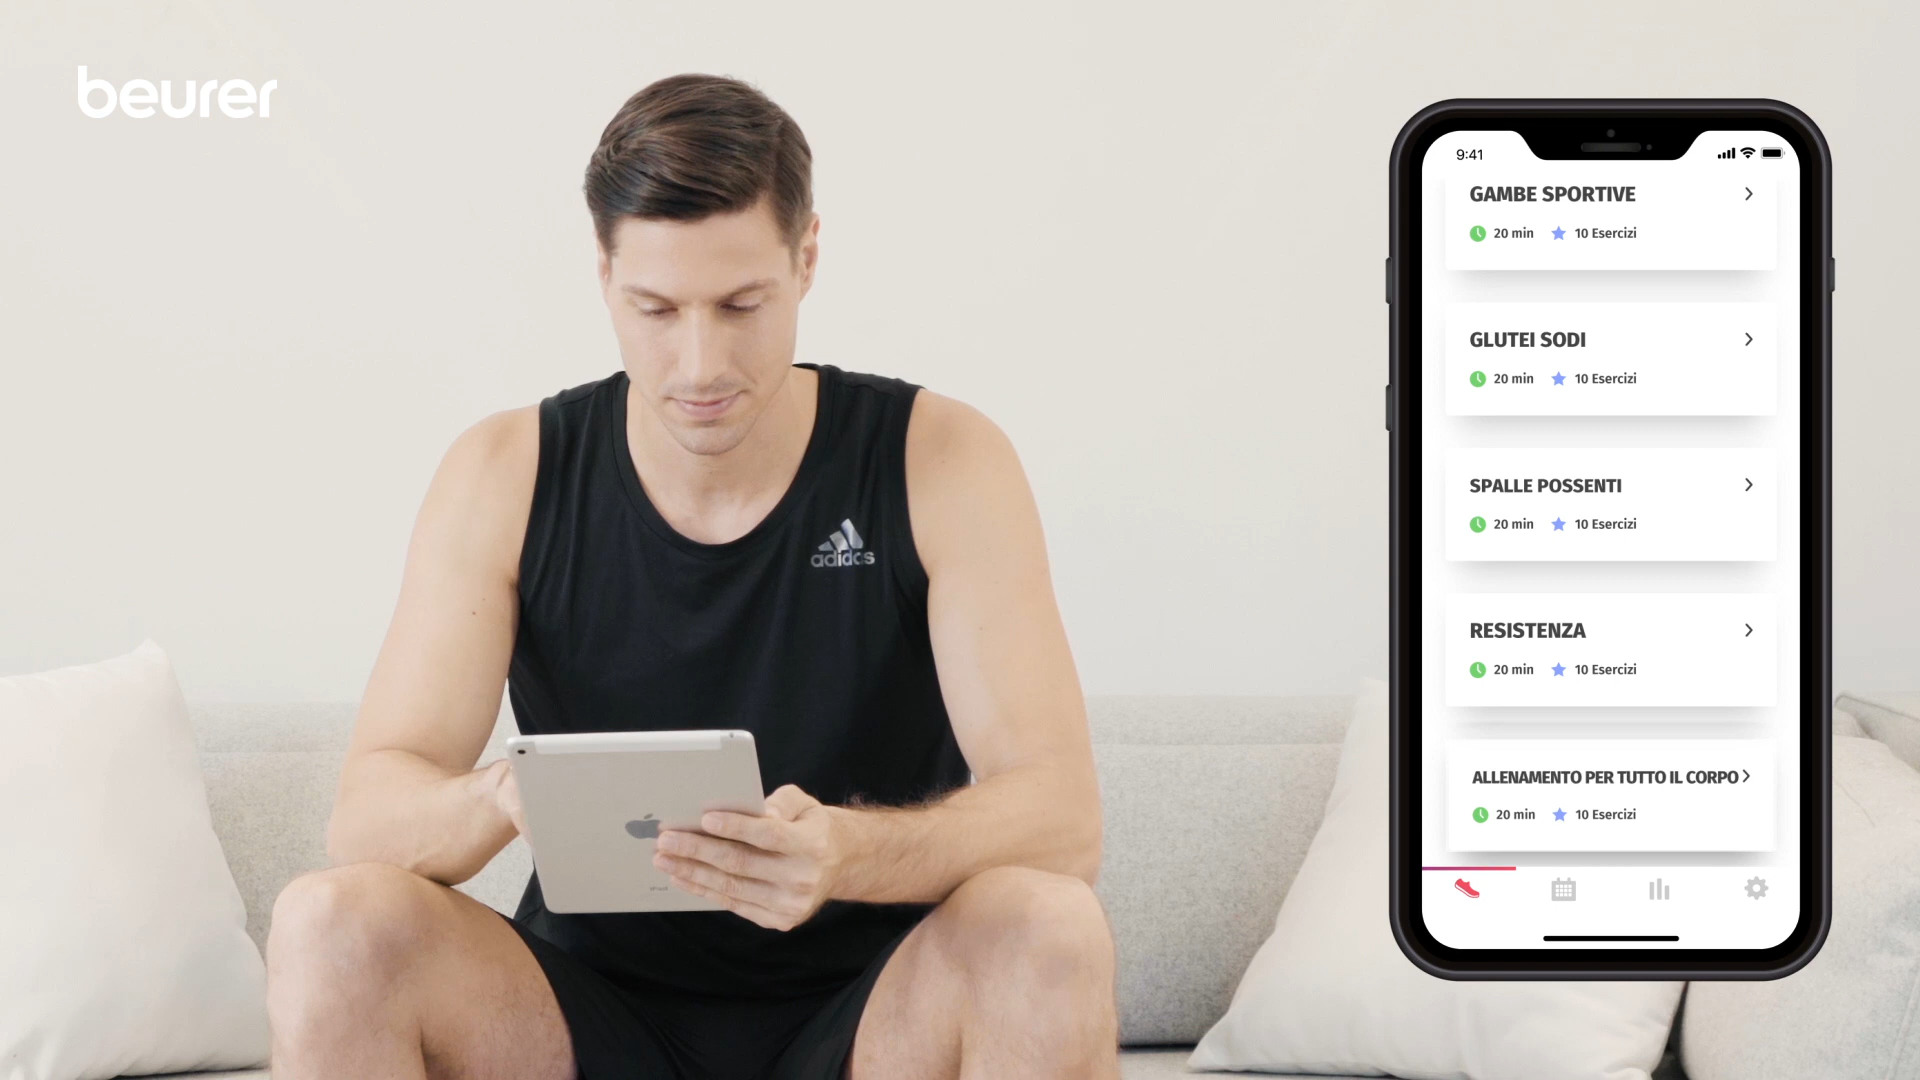 beurer
adidas
9:41
GAMBE SPORTIVE
20 min 10 Esercizi
GLUTEI SODI
20 min 10 Esercizi
SPALLE POSSENTI
20 min 10 Esercizi
RESISTENZA
20 min 10 Esercizi
ALLENAMENTO PER TUTTO IL CORPO
20 min 10 Esercizi